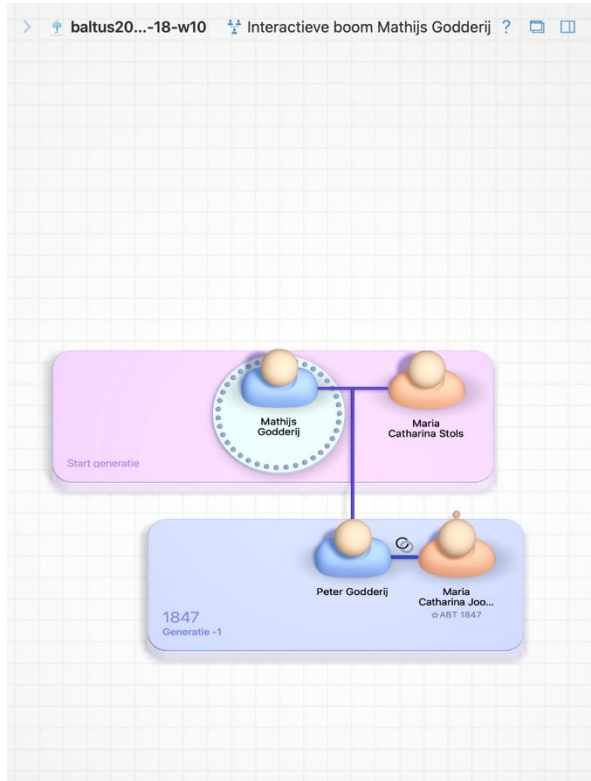 baltus20...-18-w10 Interactieve boom Mathijs Godderij ?
Mathijs
Godderij
Maria
Catharina Stols
Start generatie
Peter Godderij
Maria
Catharina Joo...
☆ABT 1847
1847
Generatie -1